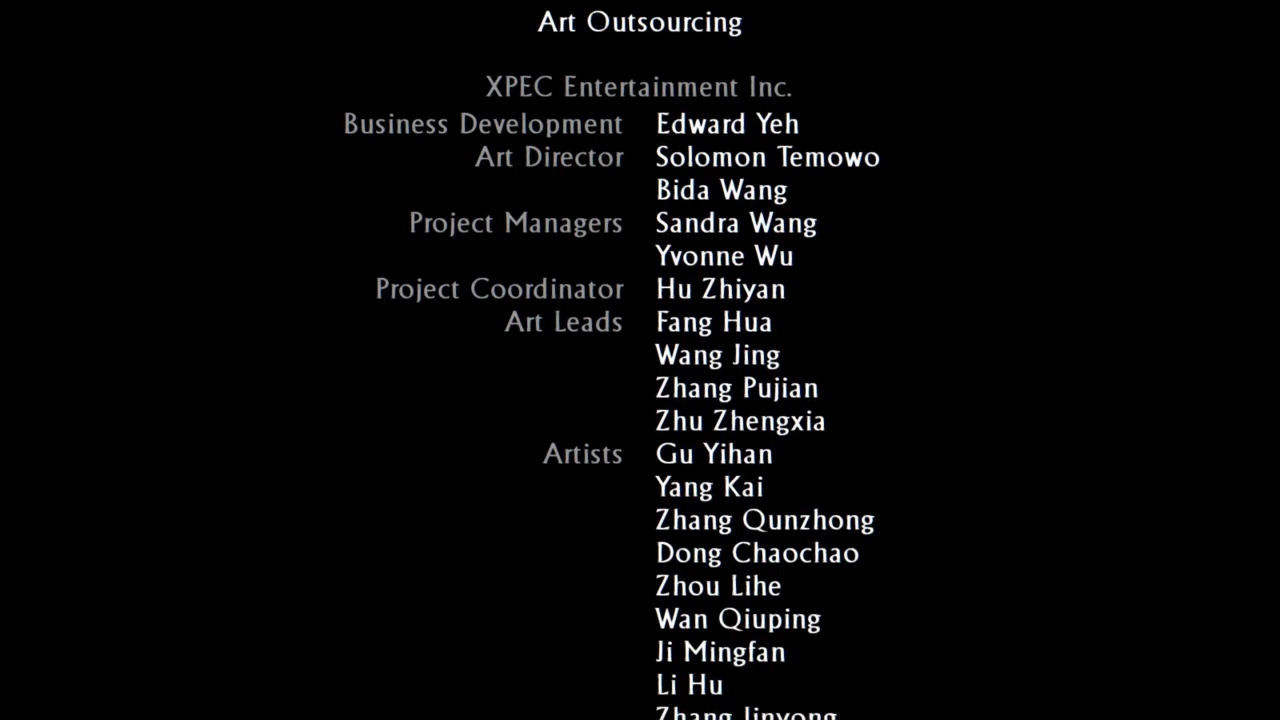 Art Outsourcing
XPEC Entertainment Inc.
Business Development Edward Yeh
Art Director Solomon Temowo
Bida Wang
Project Managers Sandra Wang
Yvonne Wu
Project Coordinator Hu Zhiyan
Art Leads Fang Hua
Wang Jing
Zhang Pujian
Zhu Zhengxia
Artists Gu Yihan
Yang Kai
Zhang Qunzhong
Dong Chaochao
Zhou Lihe
Wan Qiuping
Ji Mingfan
Li Hu
Zhang Jinyong